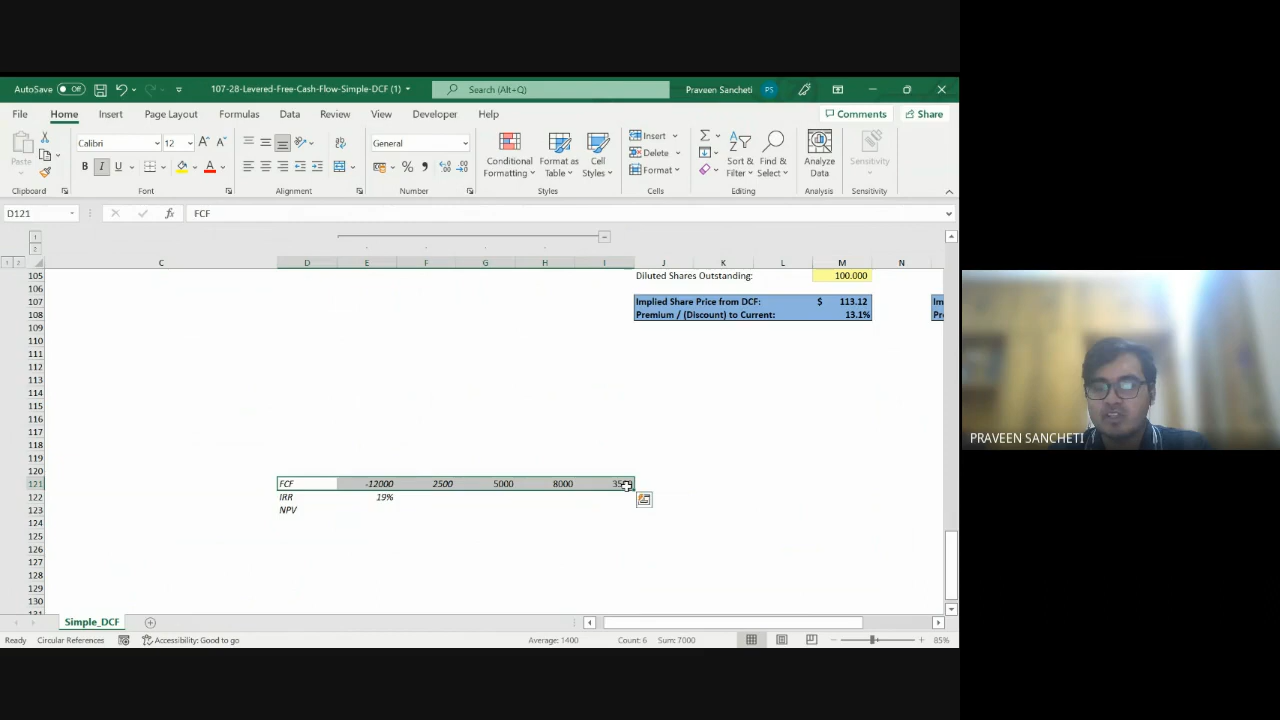 AutoSave Off 107-28-Levered-Free-Cash-Flow-Simple-DCF (1) Search (Alt+Q) Praveen Sancheti PS
File Home Insert Page Layout Formulas Data Review View Developer Help Comments Share
Paste Calibri 12 General Conditional Formatting Format as Table Cell Styles Insert Delete Format Sort & Filter Find & Select Analyze Data Sensitivity
Clipboard Font Alignment Number Styles Cells Editing Analysis Sensitivity
D121 fx FCF
1
2
1 2 C D E F G H I J K L M N
105 Diluted Shares Outstanding: 100.000
106
107 Implied Share Price from DCF: $ 113.12
108 Premium / (Discount) to Current: 13.1%
109
110
111
112
113
114
115
116
117
118
119
120
121 FCF -12000 2500 5000 8000
122 IRR 19%
123 NPV
124
125
126
127
128
129
130
Simple_DCF
Ready Circular References Accessibility: Good to go Average: 1400 Count: 6 Sum: 7000 85%
PRAVEEN SANCHETI